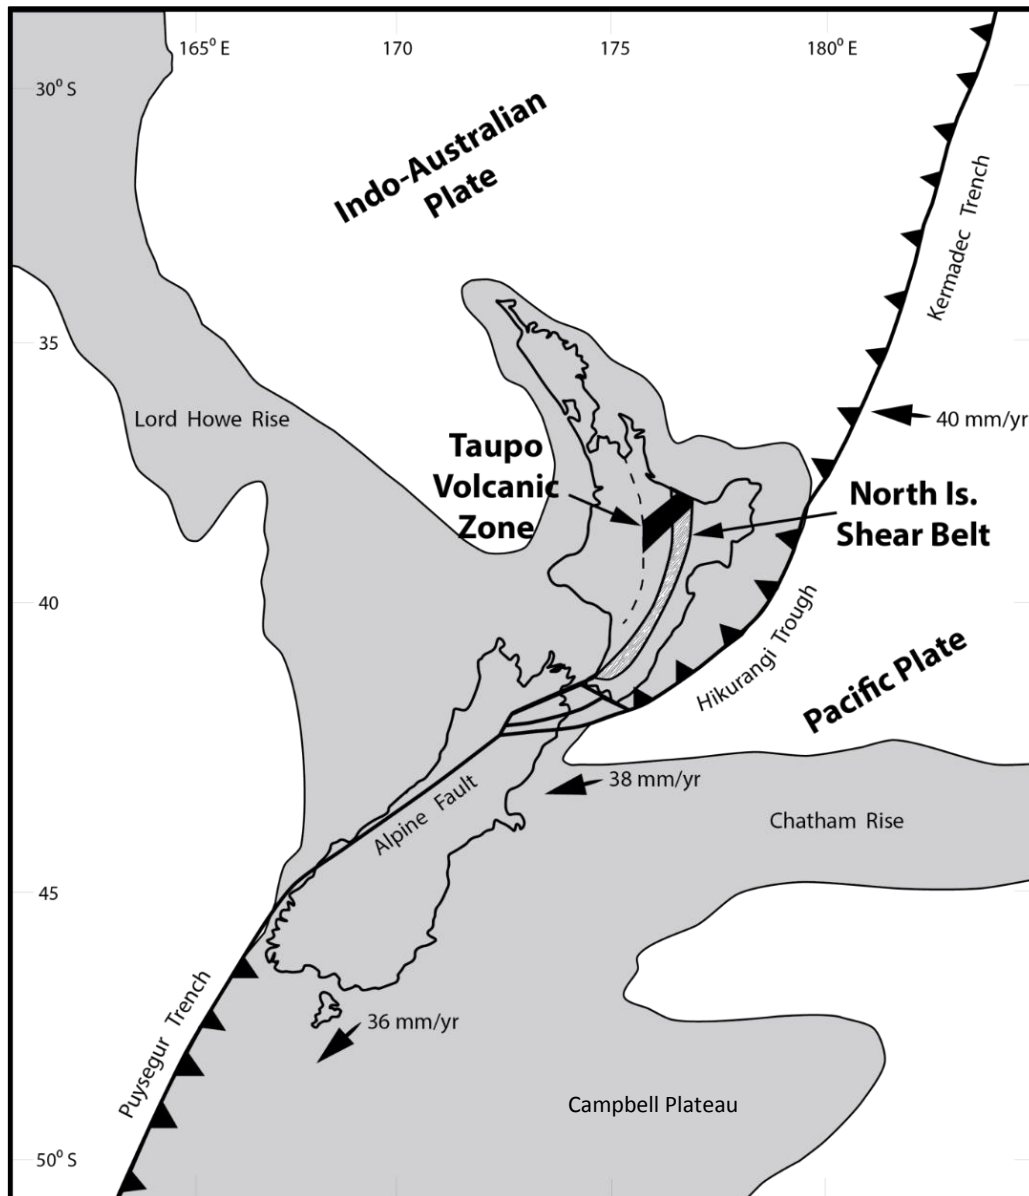 165° E
170
175
180° E
30° S
Indo-Australian
Plate
Kermadec Trench
35
Lord Howe Rise
40 mm/yr
Taupo
Volcanic
Zone
North Is.
Shear Belt
40
Hikurangi Trough
Pacific Plate
38 mm/yr
Alpine Fault
Chatham Rise
45
Puysegur Trench
36 mm/yr
Campbell Plateau
50° S